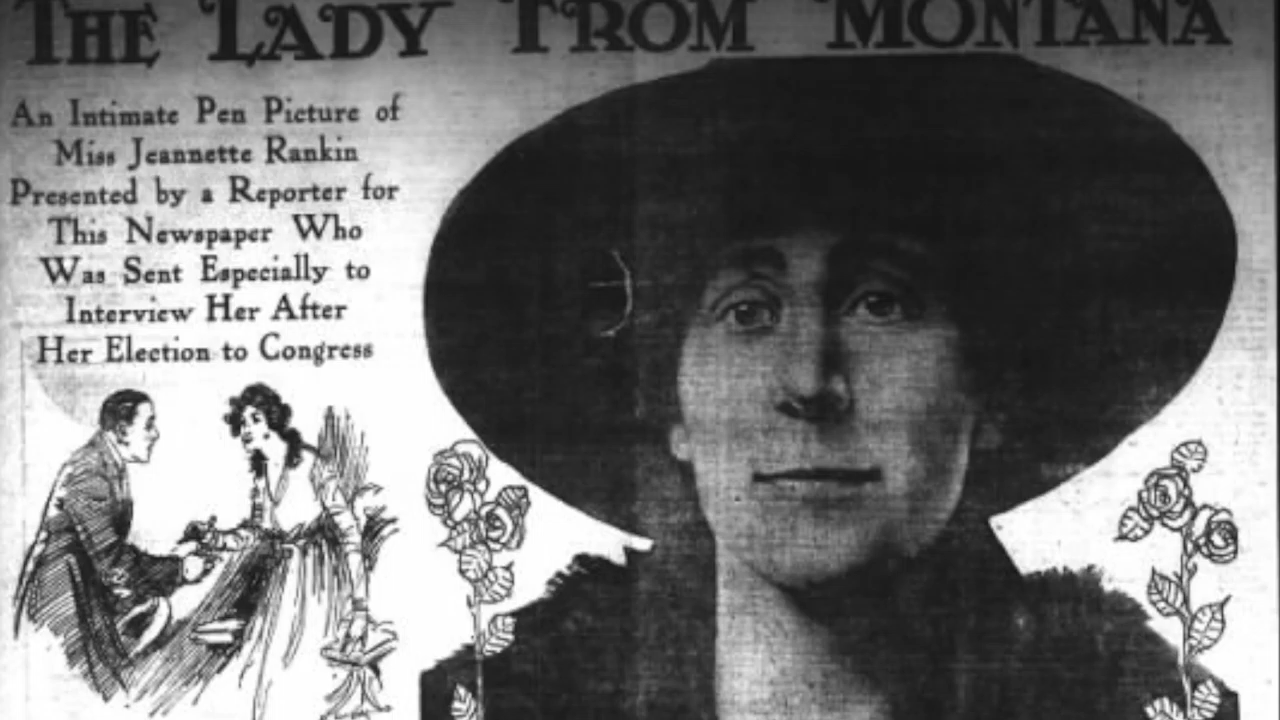 THE LADY FROM MONTANA
An Intimate Pen Picture of
Miss Jeannette Rankin
Presented by a Reporter for
This Newspaper Who
Was Sent Especially to
Interview Her After
Her Election to Congress